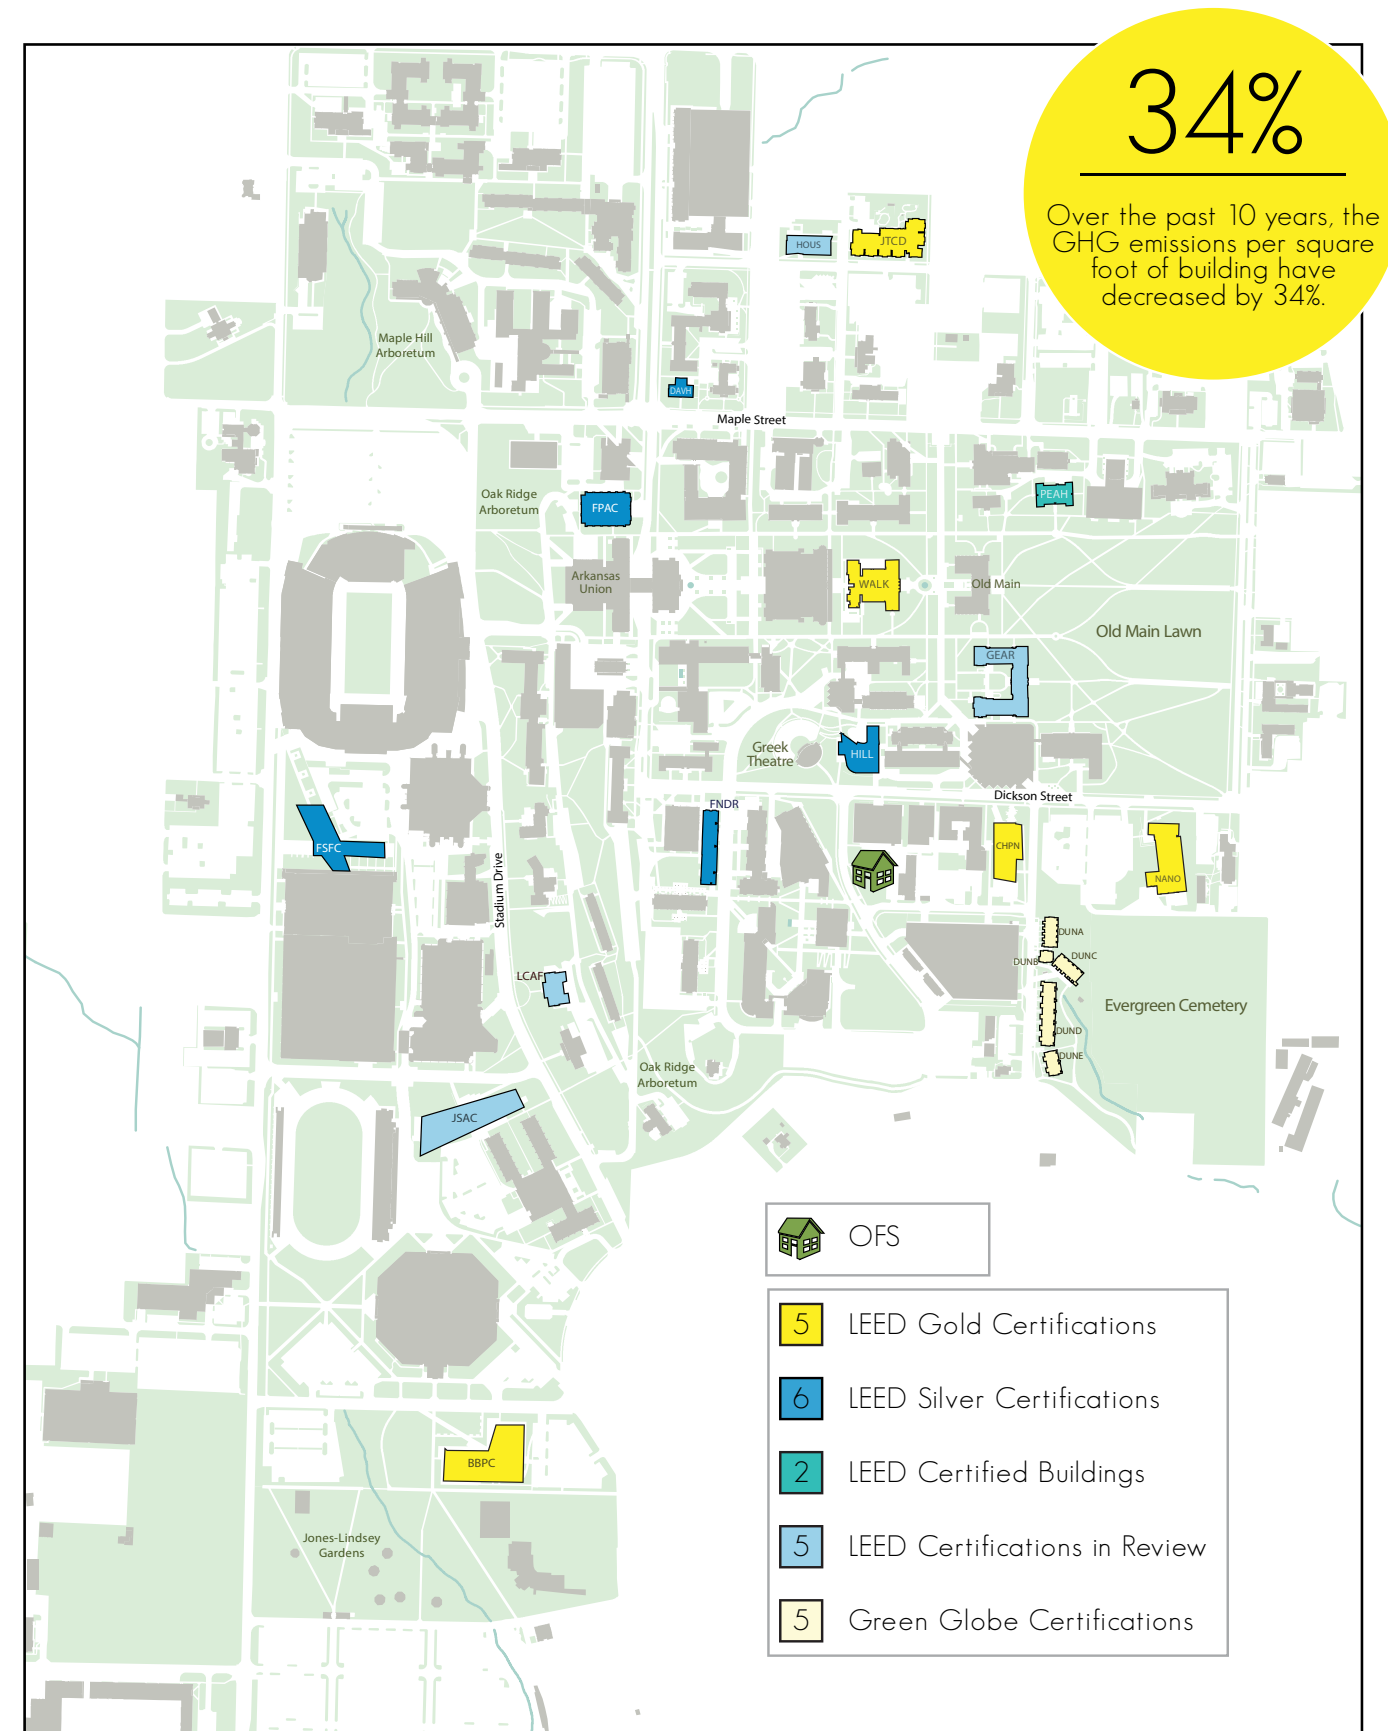 34%
Over the past 10 years, the
GHG emissions per square
foot of building have
decreased by 34%.
HOUS
JTCD
Maple Hill
Arboretum
DAVH
Maple Street
Oak Ridge
Arboretum
FPAC
PEAH
Arkansas
Union
WALK
Old Main
Old Main Lawn
GEAR
Greek
Theatre
HILL
Dickson Street
FNDR
FSFC
CHPN
NANO
Stadium Drive
DUNA
DUNB
DUNC
LCAF
Evergreen Cemetery
DUND
DUNE
Oak Ridge
Arboretum
JSAC
OFS
5 LEED Gold Certifications
6 LEED Silver Certifications
2 LEED Certified Buildings
5 LEED Certifications in Review
5 Green Globe Certifications
BBPC
Jones-Lindsey
Gardens